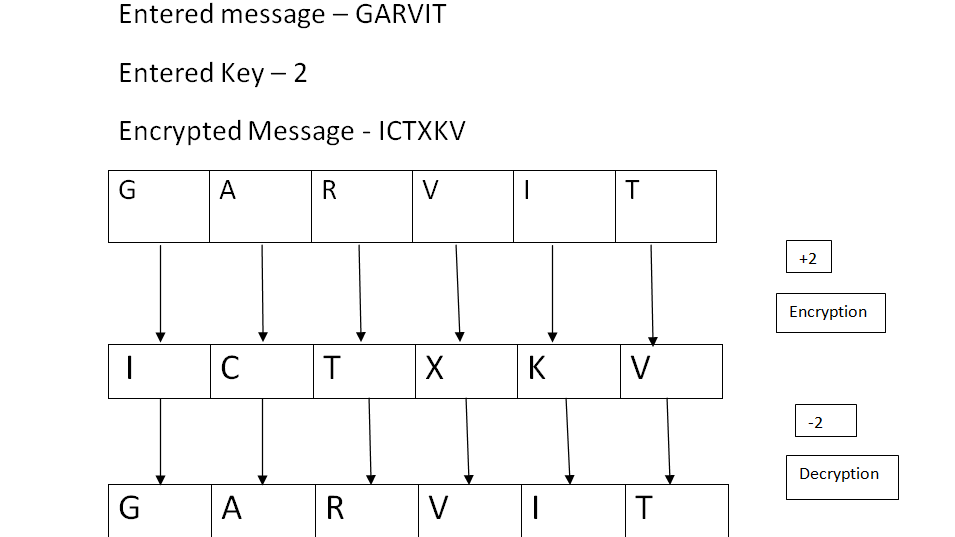 Entered message – GARVIT
Entered Key – 2
Encrypted Message - ICTXKV
G A R V I T
+2
Encryption
I C T X K V
-2
Decryption
G A R V I T